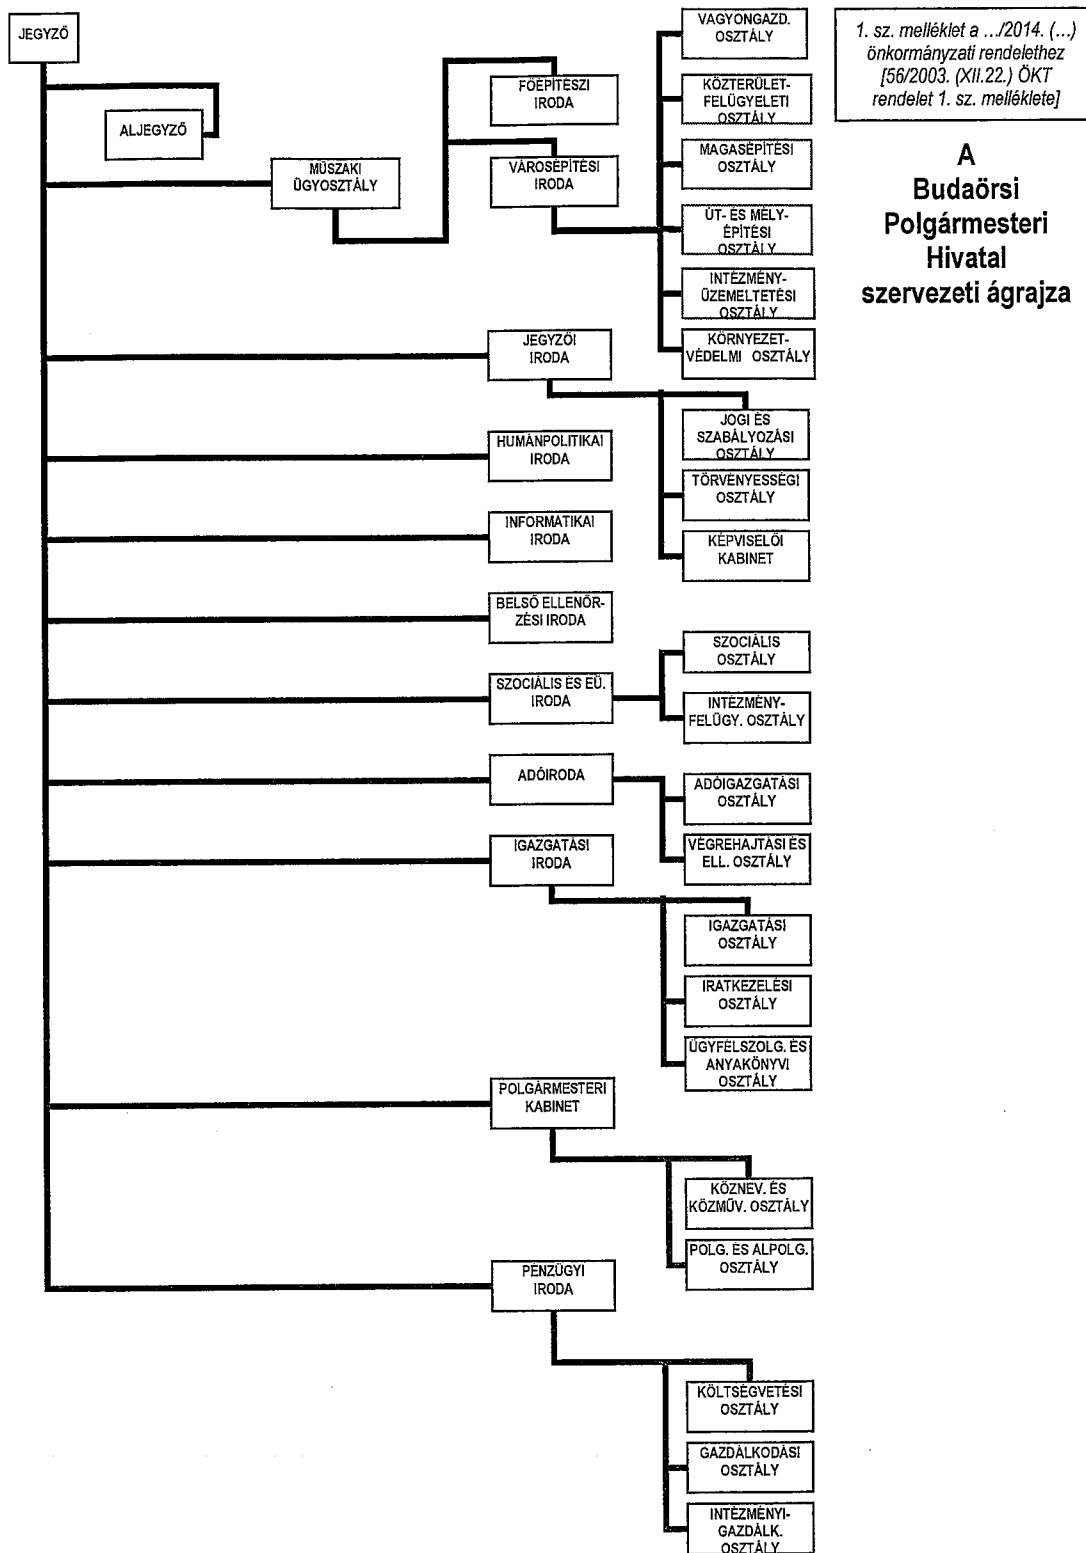 JEGYZŐ
ALJEGYZŐ
MŰSZAKI
ÜGYOSZTÁLY
FŐÉPÍTÉSZI
IRODA
VÁROSÉPÍTÉSI
IRODA
VAGYONGAZD.
OSZTÁLY
KÖZTERÜLET-
FELÜGYELETI
OSZTÁLY
MAGASÉPÍTÉSI
OSZTÁLY
ÚT- ÉS MÉLY-
ÉPÍTÉSI
OSZTÁLY
INTÉZMÉNY-
ÜZEMELTETÉSI
OSZTÁLY
KÖRNYEZET-
VÉDELMI OSZTÁLY
1. sz. melléklet a .../2014. (...)
önkormányzati rendelethez
[56/2003. (XII.22.) ÖKT
rendelet 1. sz. melléklete]
A
Budaörsi
Polgármesteri
Hivatal
szervezeti ágrajza
JEGYZŐI
IRODA
JOGI ÉS
SZABÁLYOZÁSI
OSZTÁLY
TÖRVÉNYESSÉGI
OSZTÁLY
KÉPVISELŐI
KABINET
HUMÁNPOLITIKAI
IRODA
INFORMATIKAI
IRODA
BELSŐ ELLENŐR-
ZÉSI IRODA
SZOCIÁLIS ÉS EÜ.
IRODA
SZOCIÁLIS
OSZTÁLY
INTÉZMÉNY-
FELÜGY. OSZTÁLY
ADÓIRODA
ADÓIGAZGATÁSI
OSZTÁLY
VÉGREHAJTÁSI ÉS
ELL. OSZTÁLY
IGAZGATÁSI
IRODA
IGAZGATÁSI
OSZTÁLY
IRATKEZELÉSI
OSZTÁLY
ÜGYFÉLSZOLG. ÉS
ANYAKÖNYVI
OSZTÁLY
POLGÁRMESTERI
KABINET
KÖZNEV. ÉS
KÖZMŰV. OSZTÁLY
POLG. ÉS ALPOLG.
OSZTÁLY
PÉNZÜGYI
IRODA
KÖLTSÉGVETÉSI
OSZTÁLY
GAZDÁLKODÁSI
OSZTÁLY
INTÉZMÉNYI-
GAZDÁLK.
OSZTÁLY